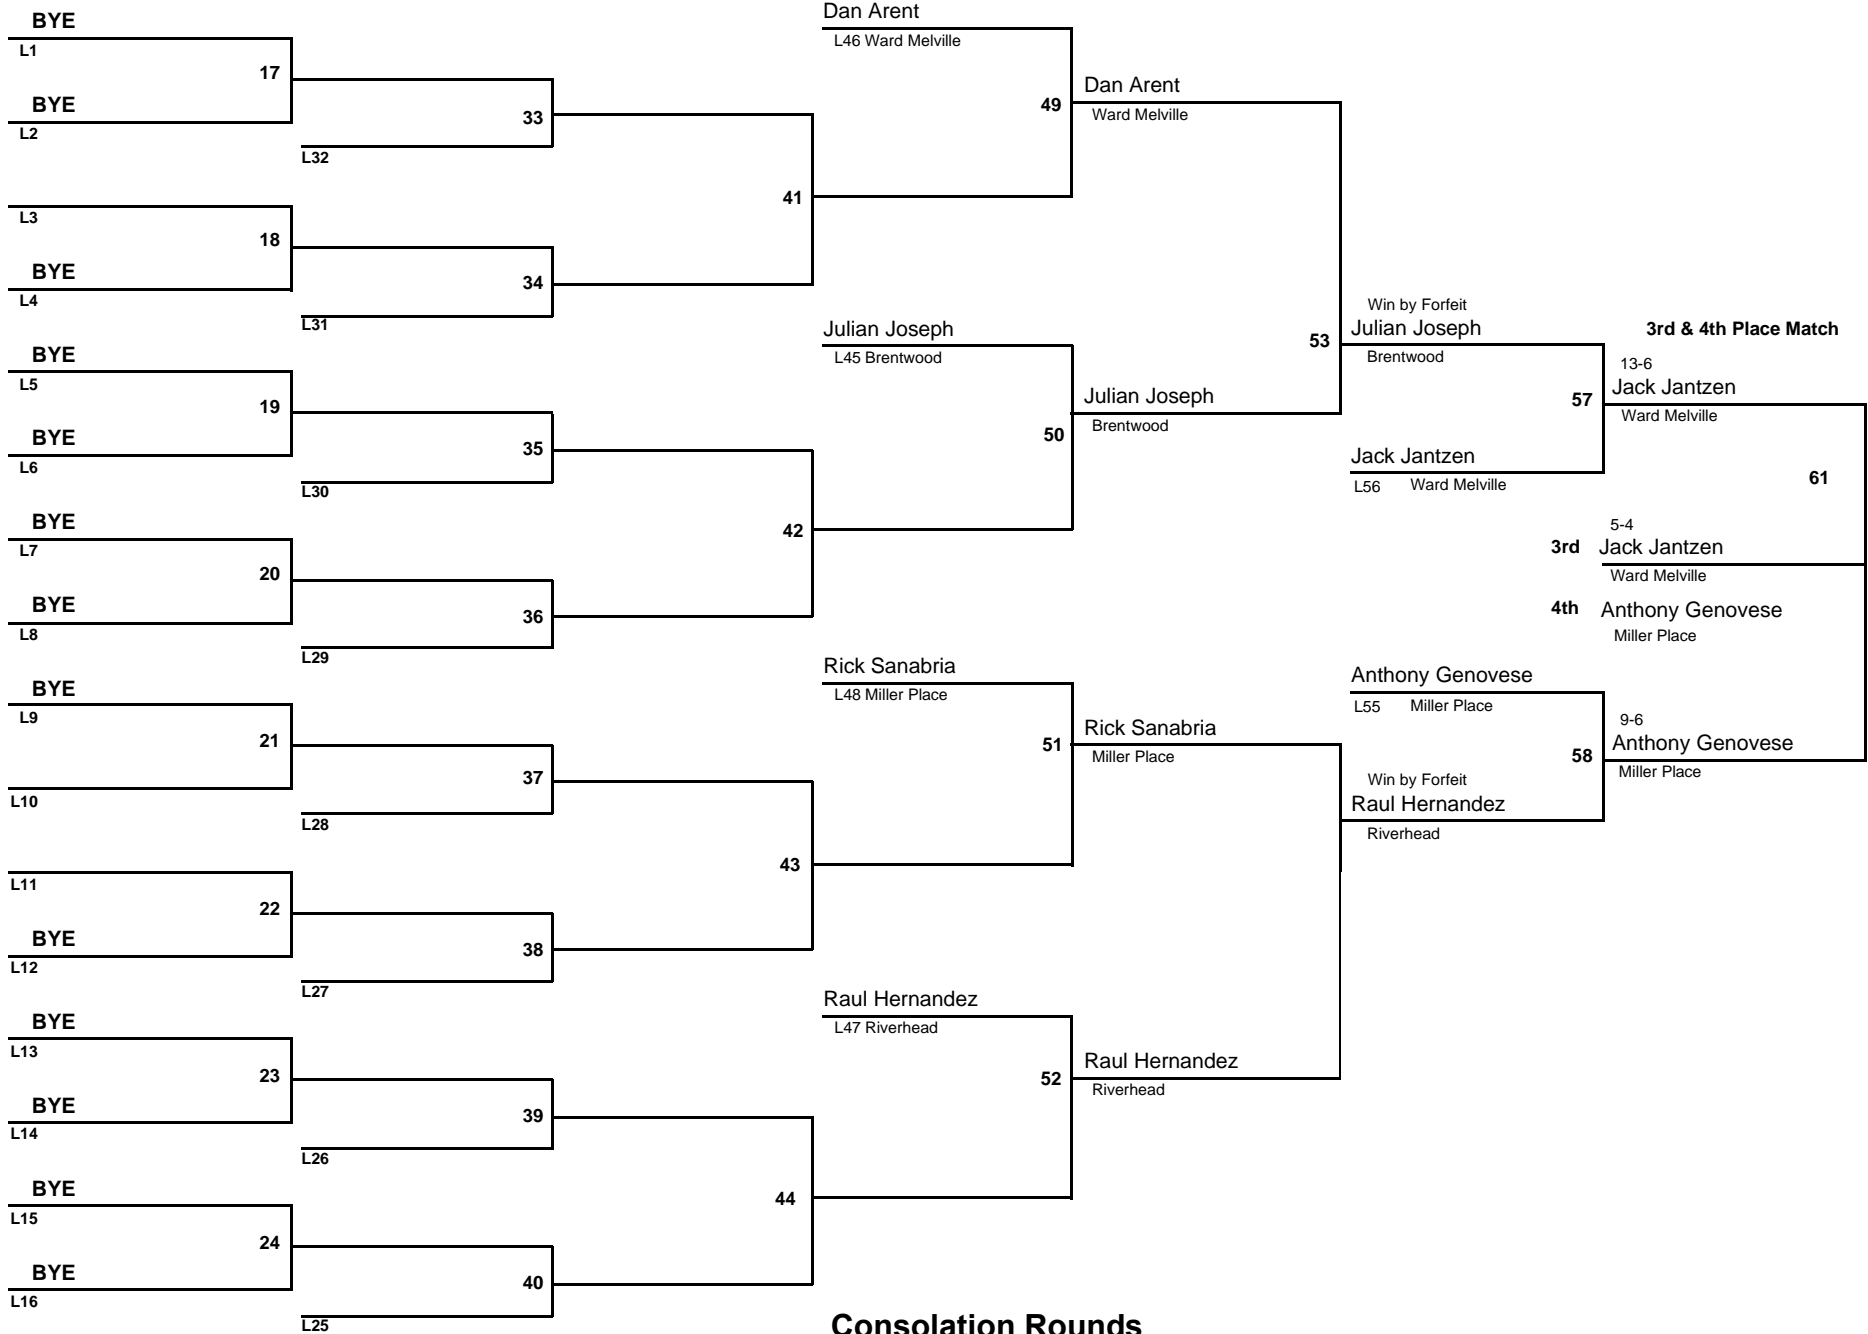 BYE
L1
17
BYE
L2
33
L32
L3
18
BYE
L4
34
L31
41
BYE
L5
19
BYE
L6
35
L30
BYE
L7
20
BYE
L8
36
L29
42
BYE
L9
21
L10
37
L28
L11
22
BYE
L12
38
L27
43
BYE
L13
23
BYE
L14
39
L26
BYE
L15
24
BYE
L16
40
L25
44
Dan Arent
L46 Ward Melville
49
Dan Arent
Ward Melville
Julian Joseph
L45 Brentwood
50
Julian Joseph
Brentwood
53
Rick Sanabria
L48 Miller Place
51
Rick Sanabria
Miller Place
Raul Hernandez
L47 Riverhead
52
Raul Hernandez
Riverhead
Win by Forfeit
Julian Joseph
Brentwood
57
Jack Jantzen
L56 Ward Melville
3rd & 4th Place Match
13-6
Jack Jantzen
Ward Melville
61
5-4
3rd Jack Jantzen
Ward Melville
4th Anthony Genovese
Miller Place
Anthony Genovese
L55 Miller Place
58
Win by Forfeit
Raul Hernandez
Riverhead
9-6
Anthony Genovese
Miller Place
Consolation Rounds